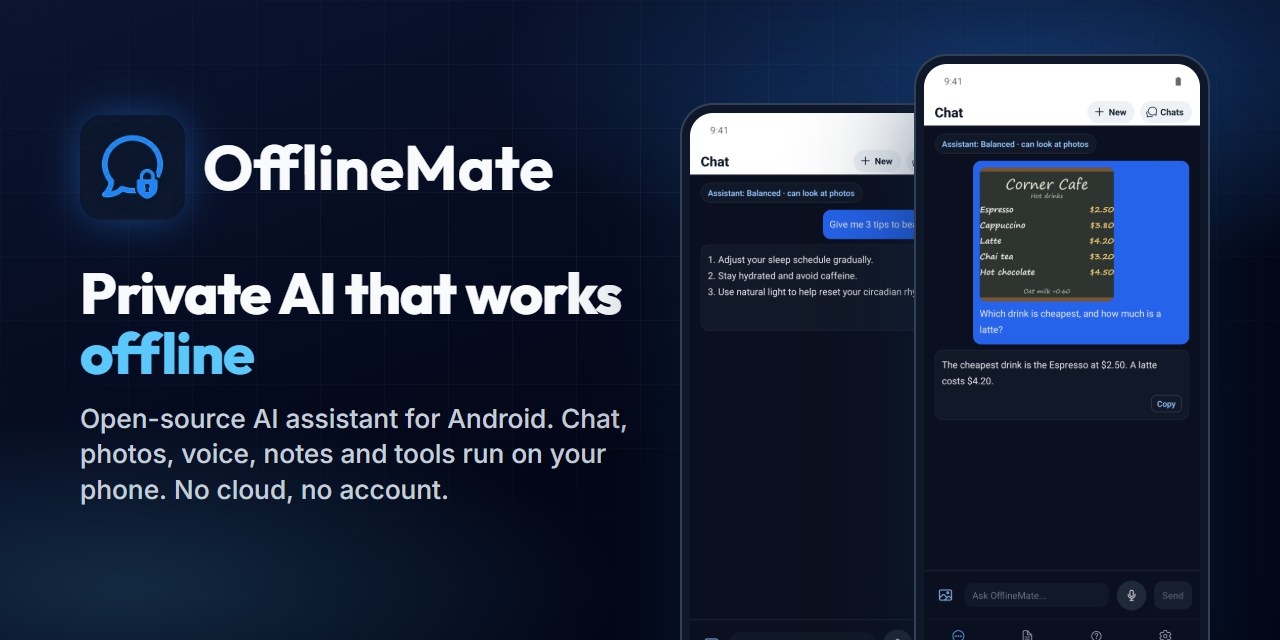 OfflineMate
Private AI that works
offline
Open-source AI assistant for Android. Chat,
photos, voice, notes and tools run on your
phone. No cloud, no account.
9:41
Chat
+ New
Assistant: Balanced · can look at photos
Give me 3 tips to
1. Adjust your sleep schedule gradually.
2. Stay hydrated and avoid caffeine.
3. Use natural light to help reset your circadian
9:41
Chat
+ New
Chats
Assistant: Balanced · can look at photos
Corner Cafe
Hot drinks
Espresso $2.50
Cappuccino $3.80
Latte $4.20
Chai tea $3.20
Hot chocolate $4.50
Oat milk +0.60
Which drink is cheapest, and how much is a
latte?
The cheapest drink is the Espresso at $2.50. A latte
costs $4.20.
Copy
Ask OfflineMate...
Send